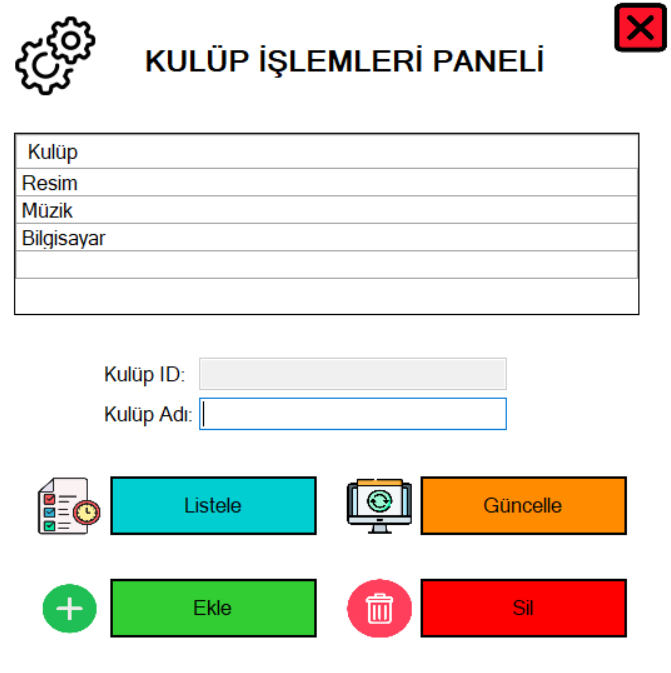 KULÜP İŞLEMLERİ PANELİ
Kulüp
Resim
Müzik
Bilgisayar
Kulüp ID:
Kulüp Adı:
Listele
Güncelle
Ekle
Sil